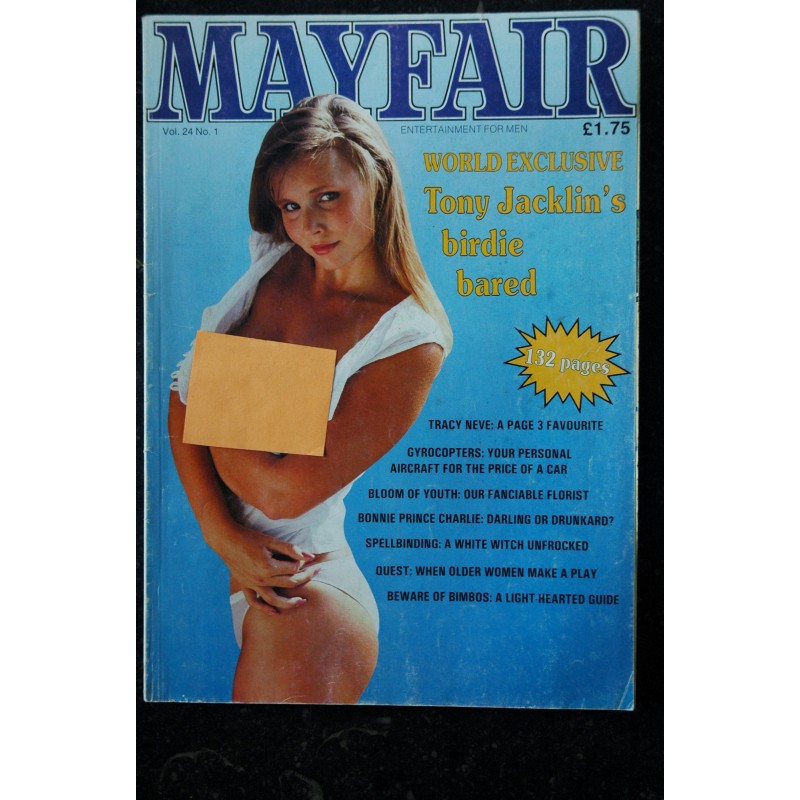 MAYFAIR
Vol. 24 No. 1
ENTERTAINMENT FOR MEN
£1.75
WORLD EXCLUSIVE
Tony Jacklin's
birdie
bared
132 pages
TRACY NEVE: A PAGE 3 FAVOURITE
GYROCOPTERS: YOUR PERSONAL
AIRCRAFT FOR THE PRICE OF A CAR
BLOOM OF YOUTH: OUR FANCIABLE FLORIST
BONNIE PRINCE CHARLIE: DARLING OR DRUNKARD?
SPELLBINDING: A WHITE WITCH UNFROCKED
QUEST: WHEN OLDER WOMEN MAKE A PLAY
BEWARE OF BIMBOS: A LIGHT-HEARTED GUIDE